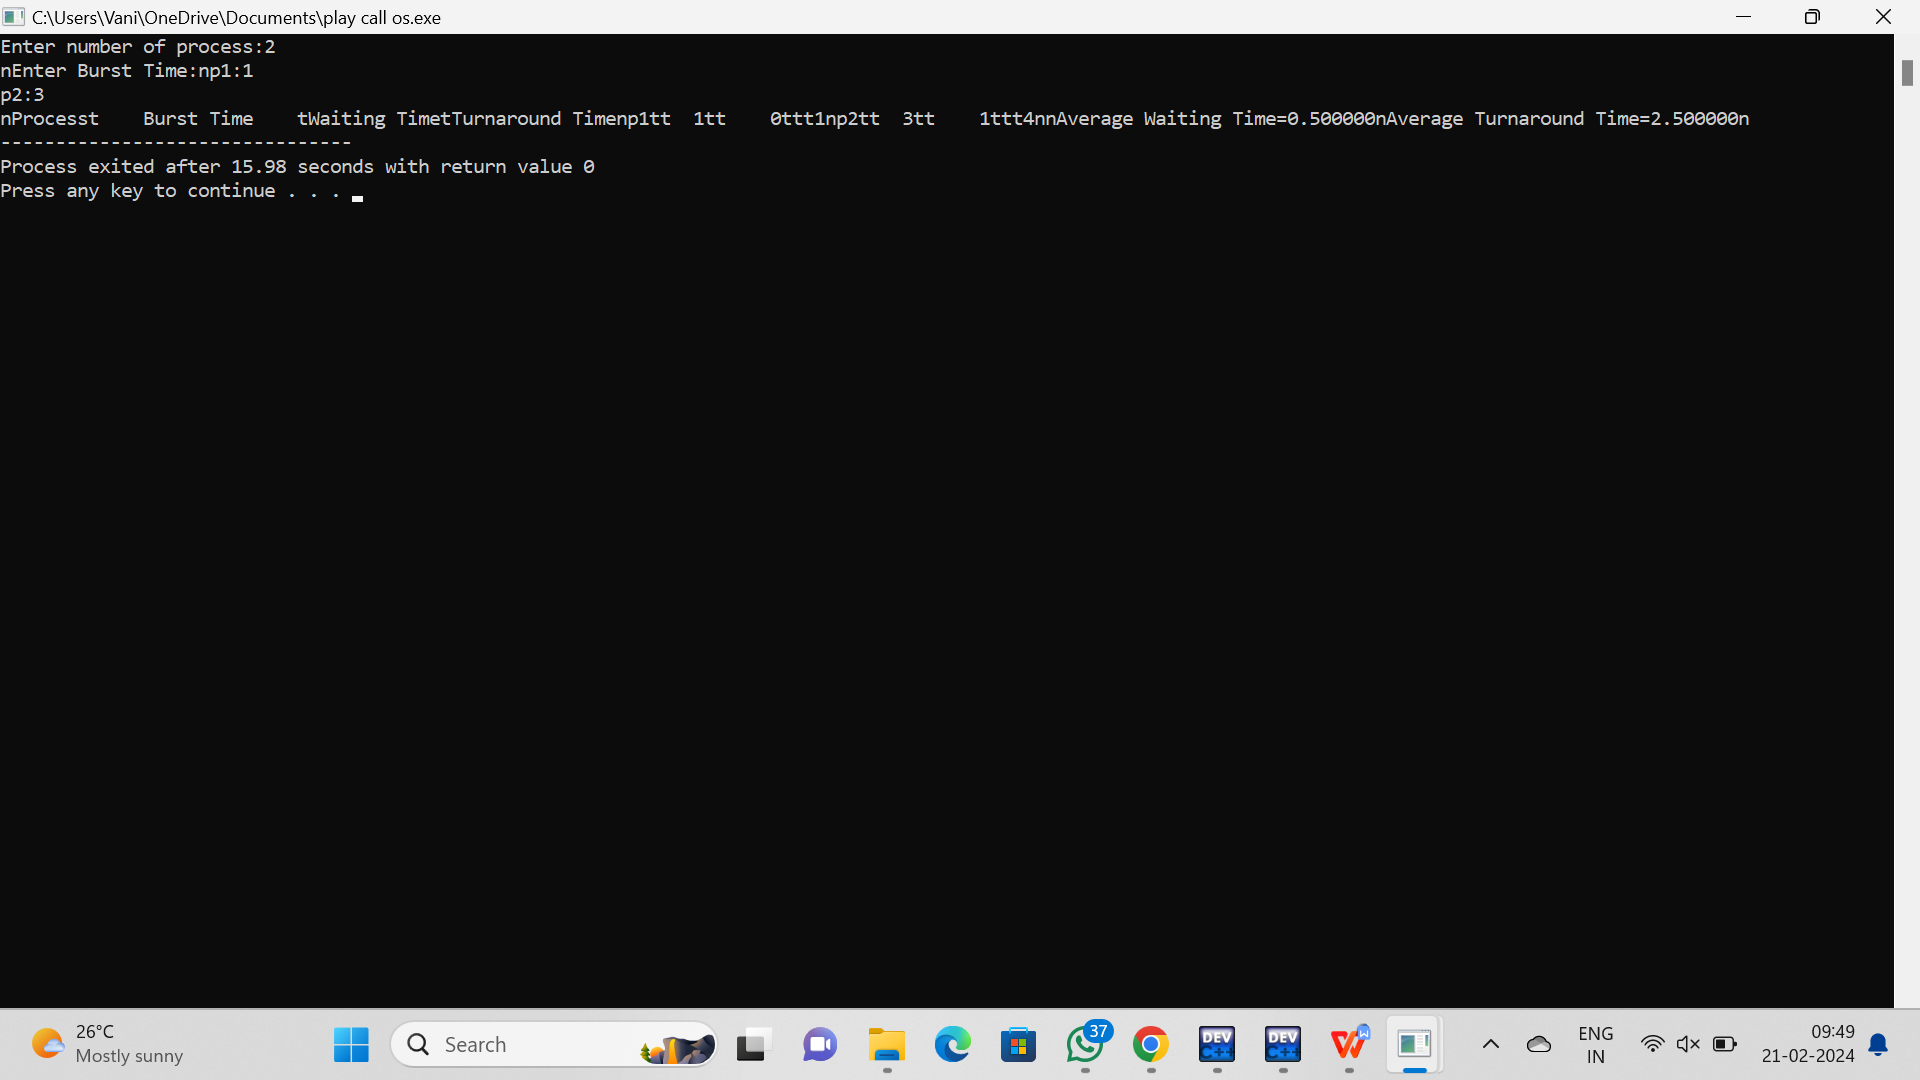 C:\Users\Vani\OneDrive\Documents\play call os.exe
Enter number of process:2
nEnter Burst Time:np1:1
p2:3
nProcesst    Burst Time    tWaiting TimetTurnaround Timenp1tt  1tt    0ttt1np2tt  3tt    1ttt4nnAverage Waiting Time=0.500000nAverage Turnaround Time=2.500000n
--------------------------------
Process exited after 15.98 seconds with return value 0
Press any key to continue . . .
26°C
Mostly sunny
Search
37
DEV
C++
DEV
C++
W
W
ENG
IN
09:49
21-02-2024